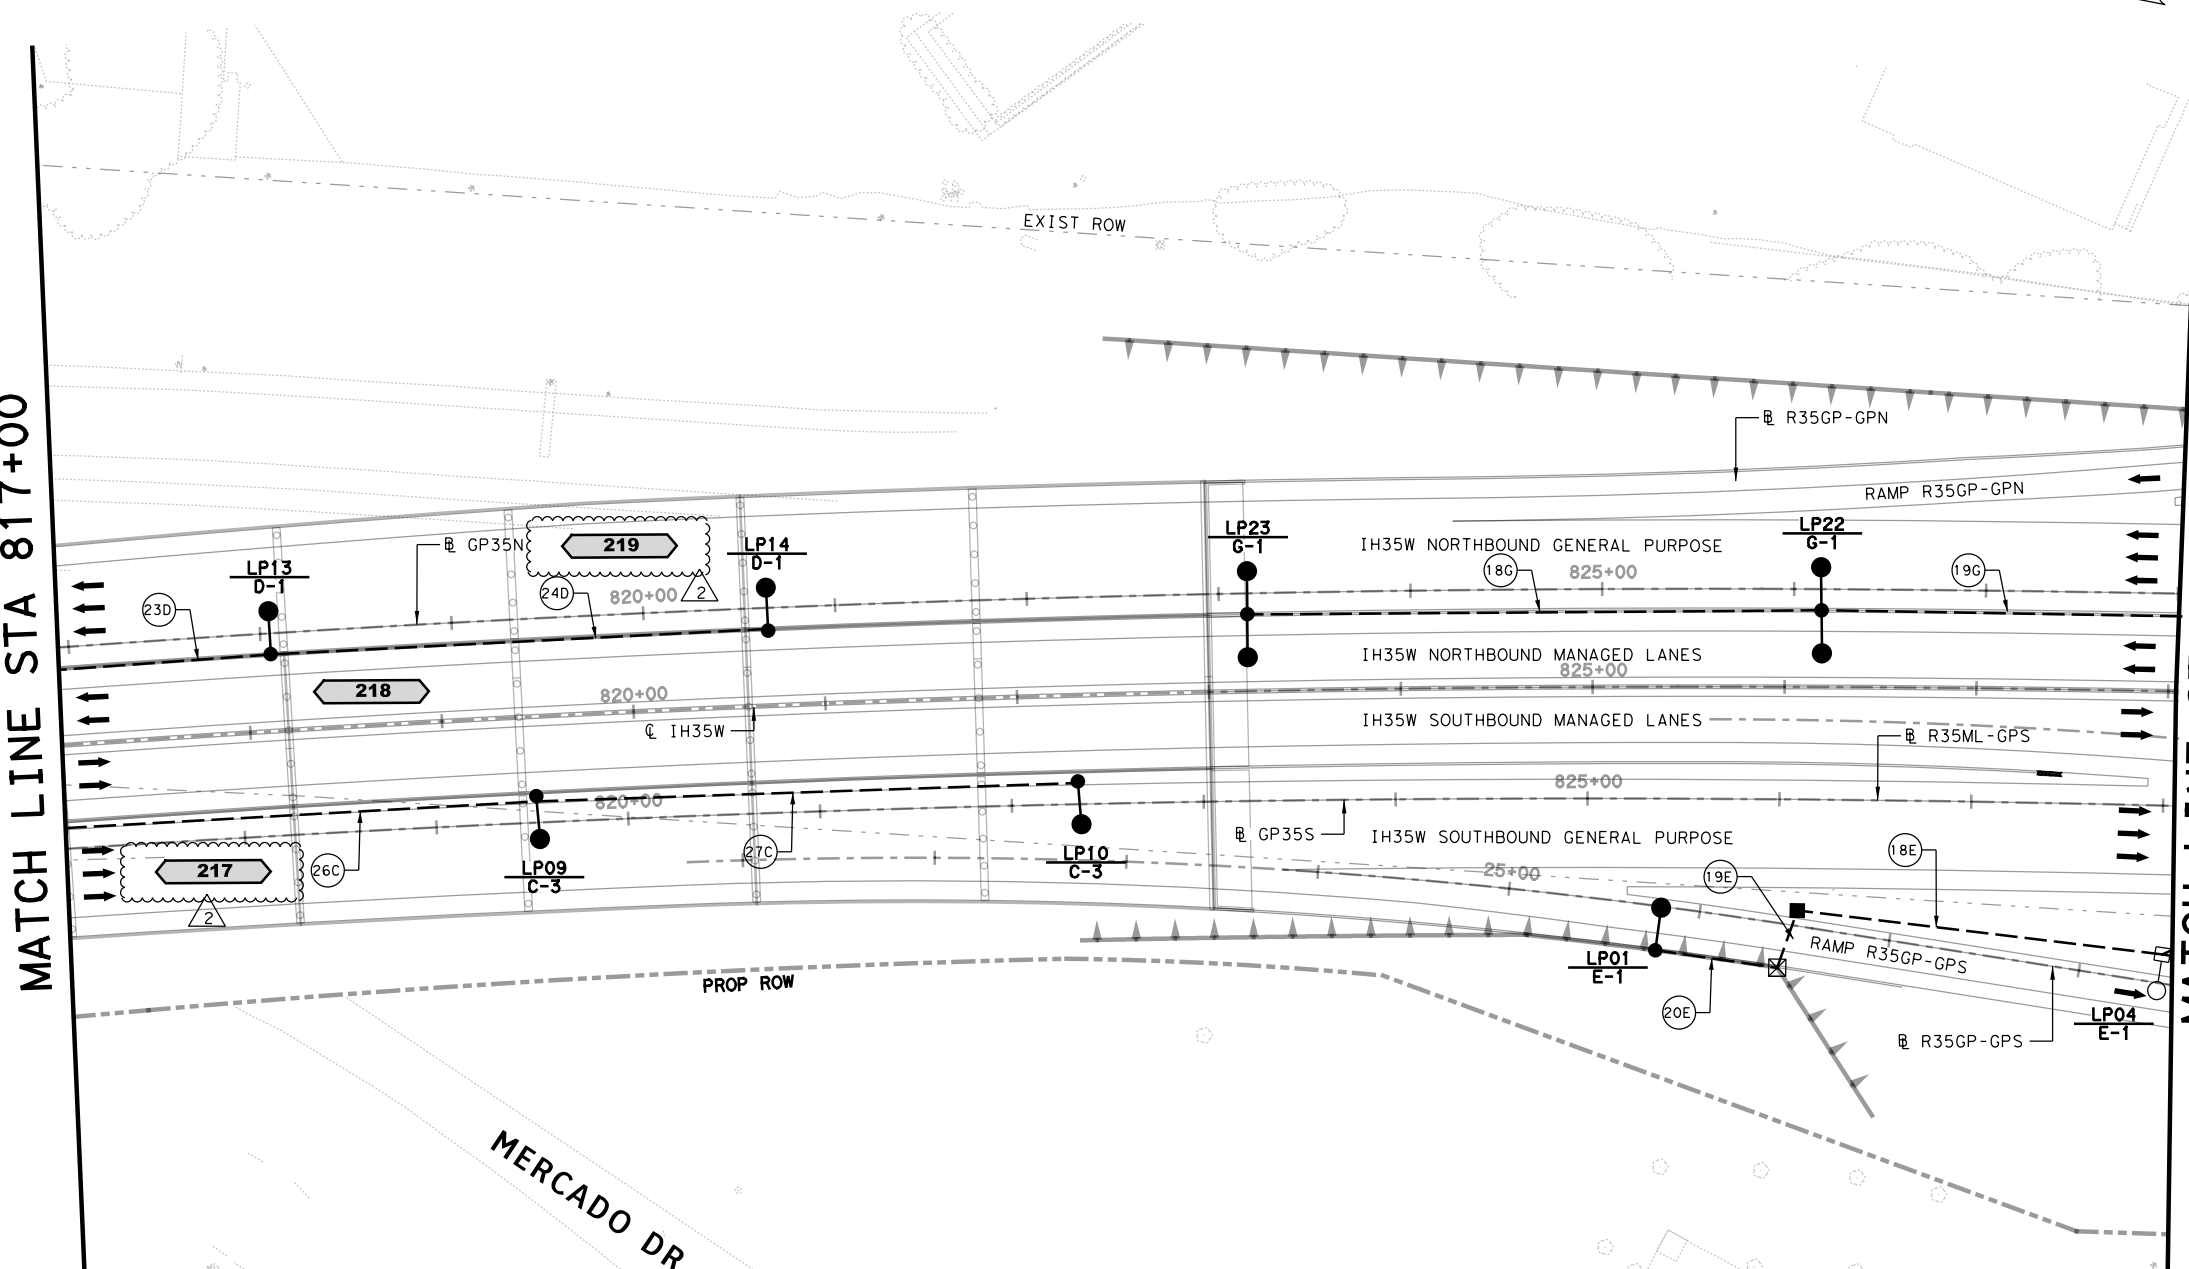 EXIST ROW
MATCH LINE STA 817+00
℄ R35GP-GPN
RAMP R35GP-GPN
LP13
D-1
℄ GP35N
219
2
LP14
D-1
LP23
G-1
LP22
G-1
IH35W NORTHBOUND GENERAL PURPOSE
825+00
18G
19G
23D
24D
820+00
218
820+00
℄ IH35W
IH35W NORTHBOUND MANAGED LANES
825+00
IH35W SOUTHBOUND MANAGED LANES
℄ R35ML-GPS
825+00
820+00
℄ GP35S
IH35W SOUTHBOUND GENERAL PURPOSE
217
2
26C
LP09
C-3
27C
LP10
C-3
25+00
19E
18E
RAMP R35GP-GPS
LP01
E-1
20E
℄ R35GP-GPS
LP04
E-1
PROP ROW
MERCADO DR